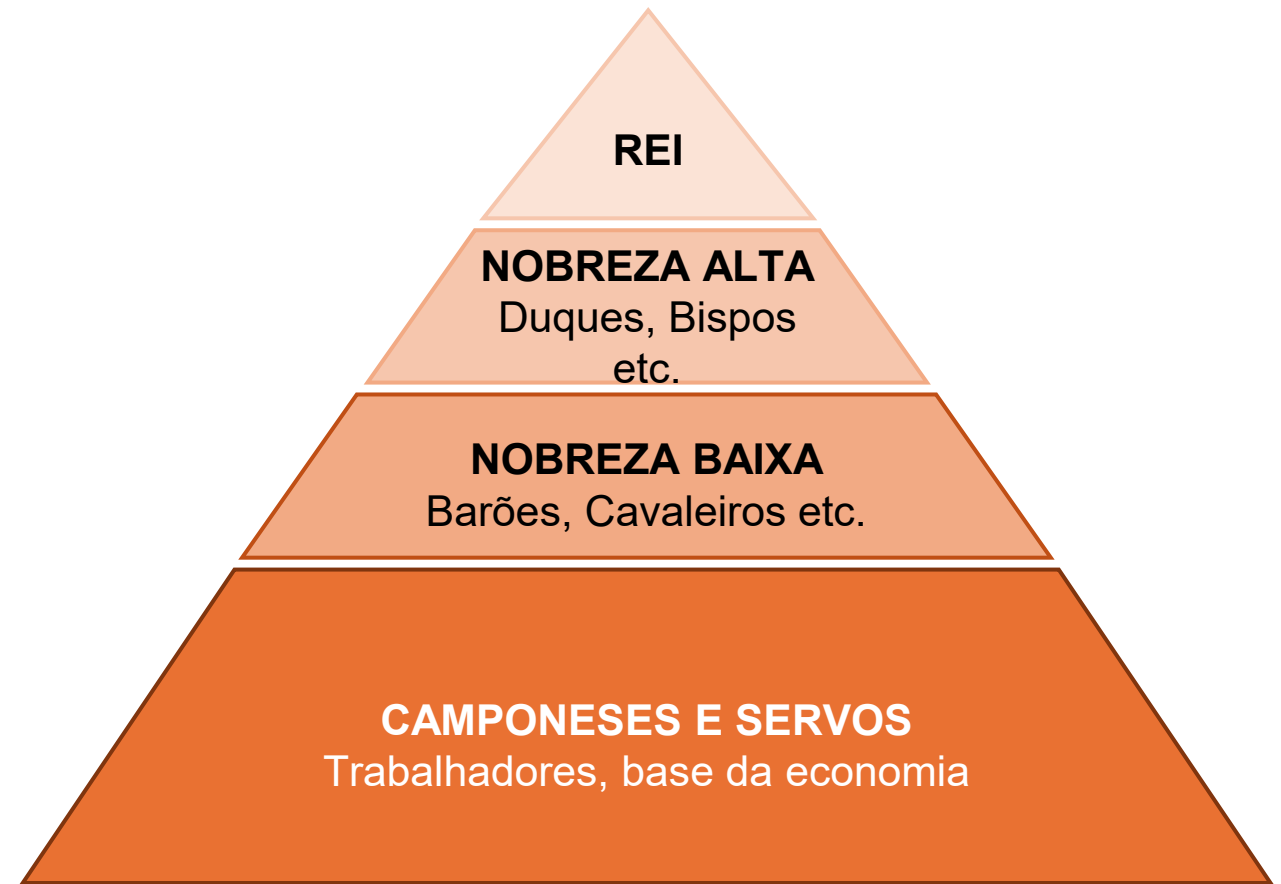 REI
NOBREZA ALTA
Duques, Bispos
etc.
NOBREZA BAIXA
Barões, Cavaleiros etc.
CAMPONESES E SERVOS
Trabalhadores, base da economia